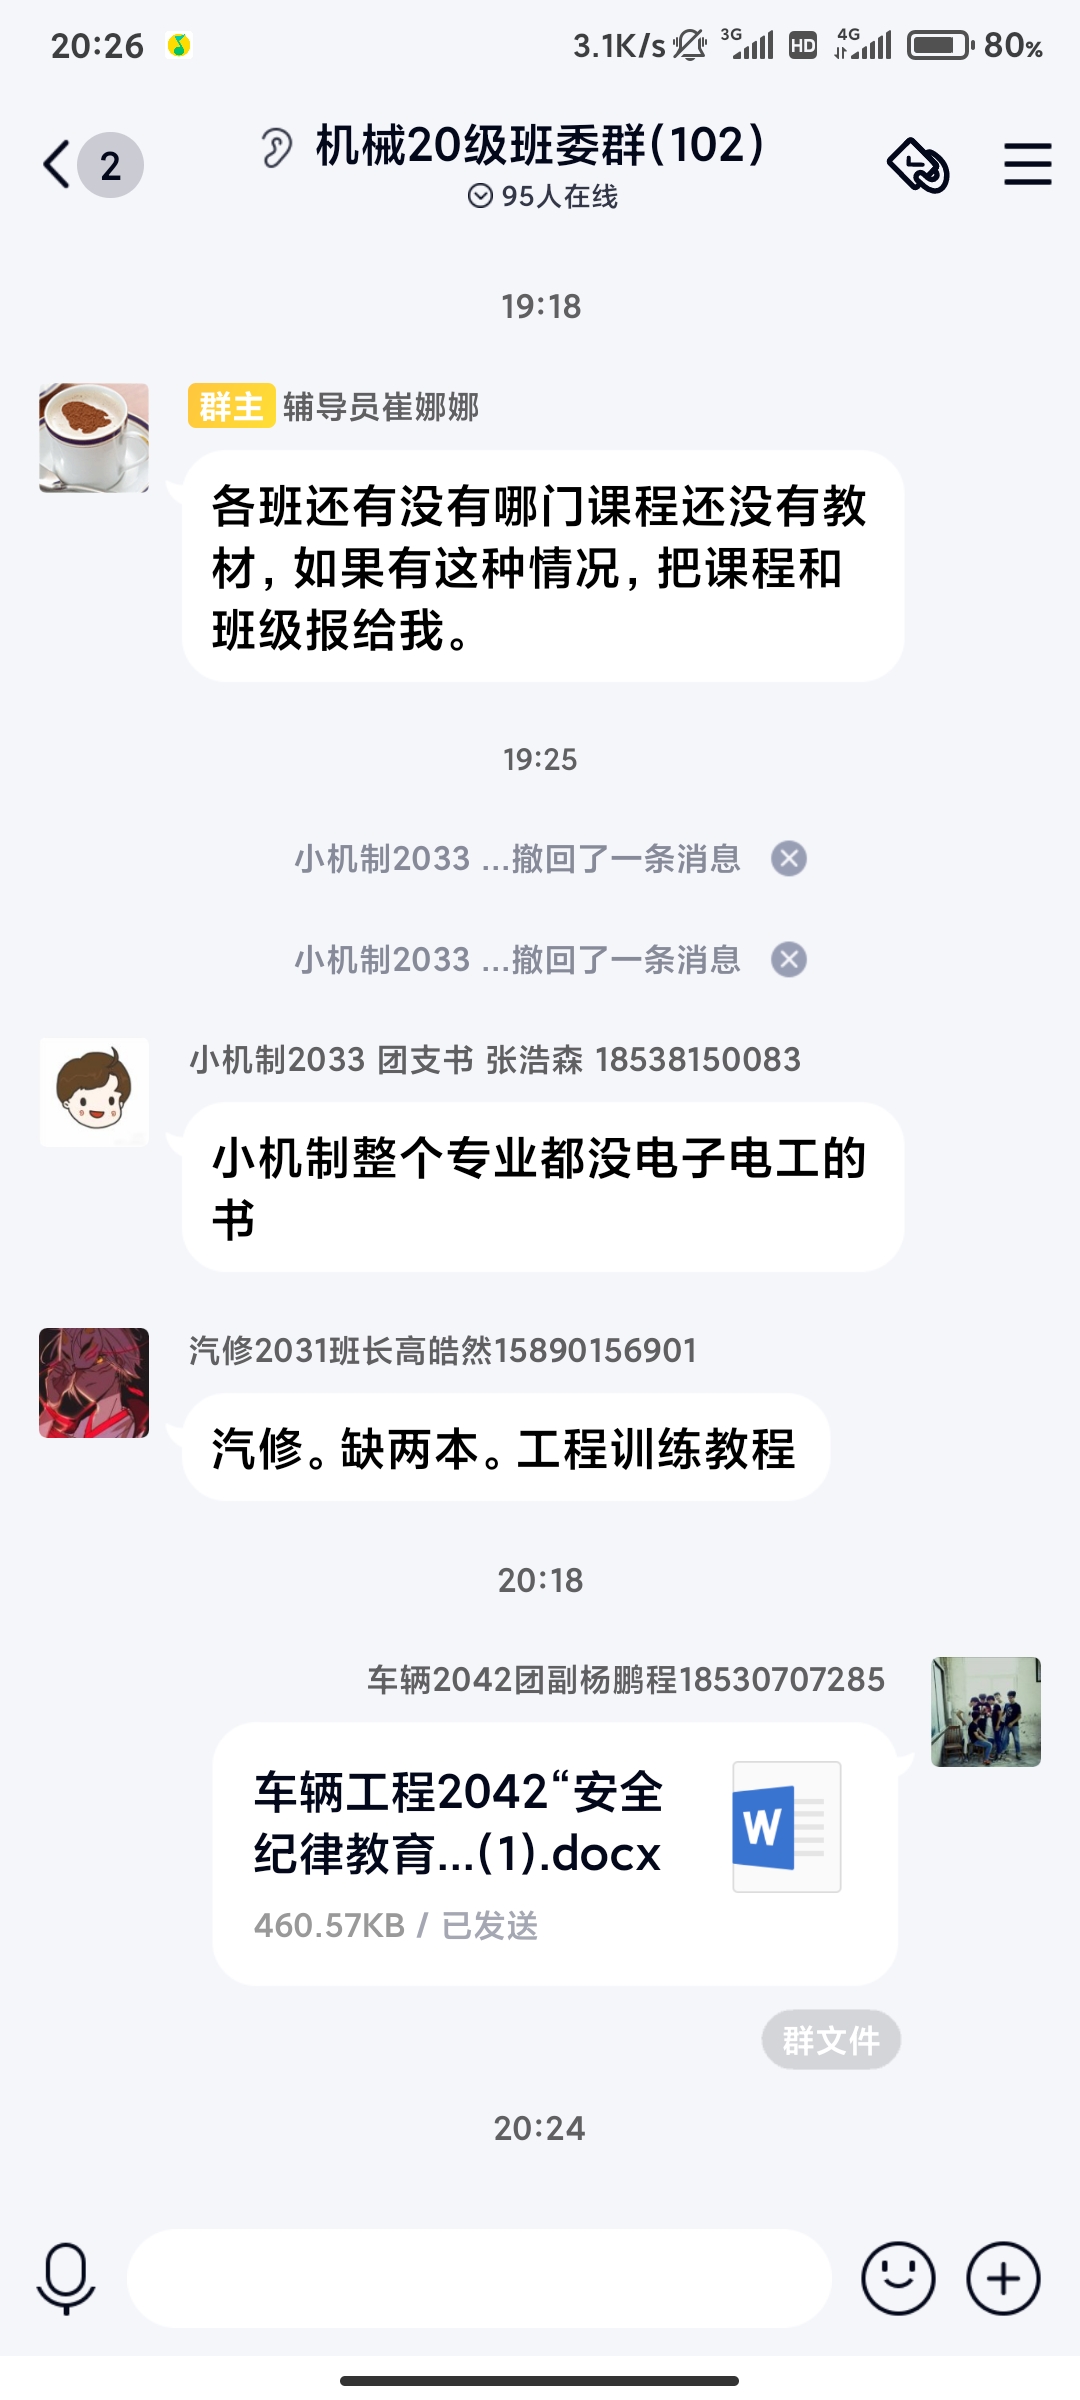 20:26
3.1K/s 3G HD 4G 80%
2
机械20级班委群(102)
95人在线
19:18
群主 辅导员崔娜娜
各班还有没有哪门课程还没有教
材，如果有这种情况，把课程和
班级报给我。
19:25
小机制2033 ...撤回了一条消息
小机制2033 ...撤回了一条消息
小机制2033 团支书 张浩森 18538150083
小机制整个专业都没电子电工的
书
汽修2031班长高皓然15890156901
汽修。缺两本。工程训练教程
20:18
车辆2042团副杨鹏程18530707285
车辆工程2042“安全
纪律教育...(1).docx
W
460.57KB / 已发送
群文件
20:24